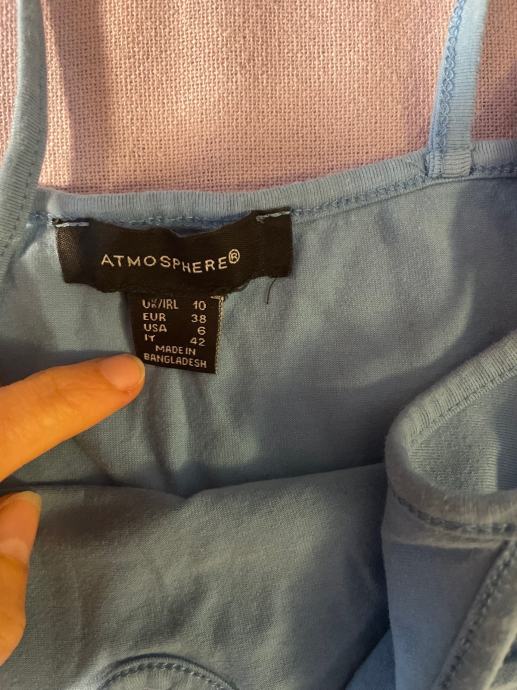 ATMOSPHERE®
UK/IRL 10
EUR 38
USA 6
IT 42
MADE IN
BANGLADESH